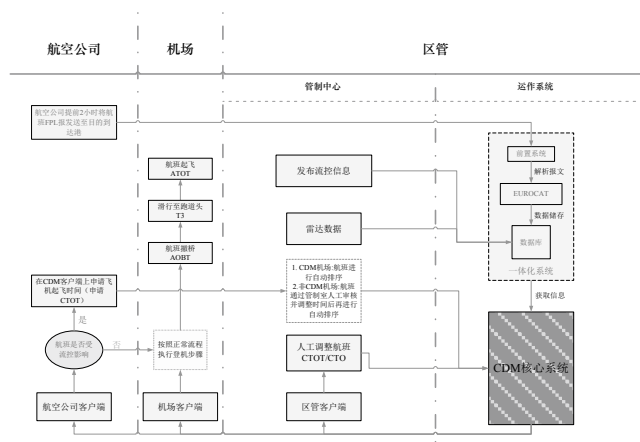 航空公司
机场
区管
管制中心
运作系统
航空公司提前2小时将航
班FPL报发送至目的到
达港
前置系统
解析报文
EUROCAT
数据储存
数据库
一体化系统
获取信息
航班起飞
ATOT
滑行至跑道头
T3
航班撤桥
AOBT
发布流控信息
雷达数据
在CDM客户端上申请飞
机起飞时间（申请
CTOT）
1. CDM机场:航班进
行自动排序
2.非CDM机场:航班
通过管制室人工审核
并调整时间后再进行
自动排序
是
否
航班是否受
流控影响
按照正常流程
执行登机步骤
人工调整航班
CTOT/CTO
CDM核心系统
航空公司客户端
机场客户端
区管客户端